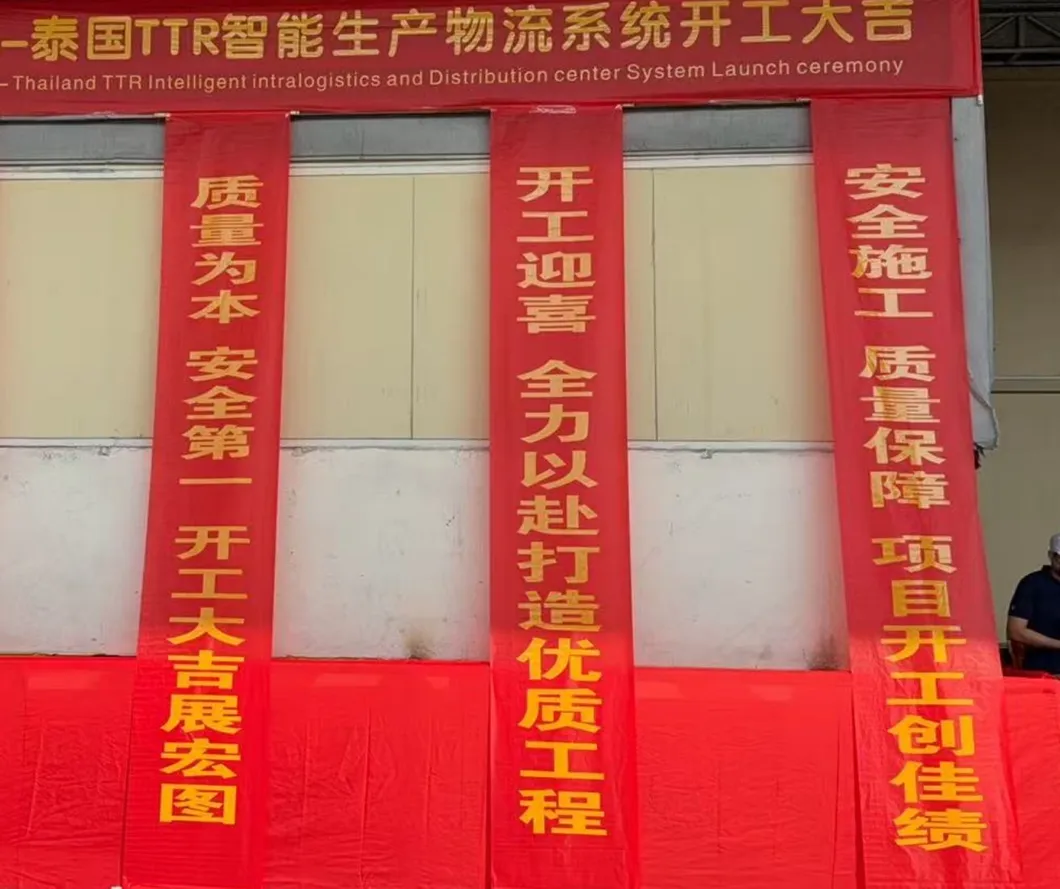 –泰国TTR智能生产物流系统开工大吉
–Thailand TTR Intelligent intralogistics and Distribution center System Launch ceremony
质量为本 安全第一 开工大吉展宏图
开工迎喜 全力以赴打造优质工程
安全施工 质量保障 项目开工创佳绩